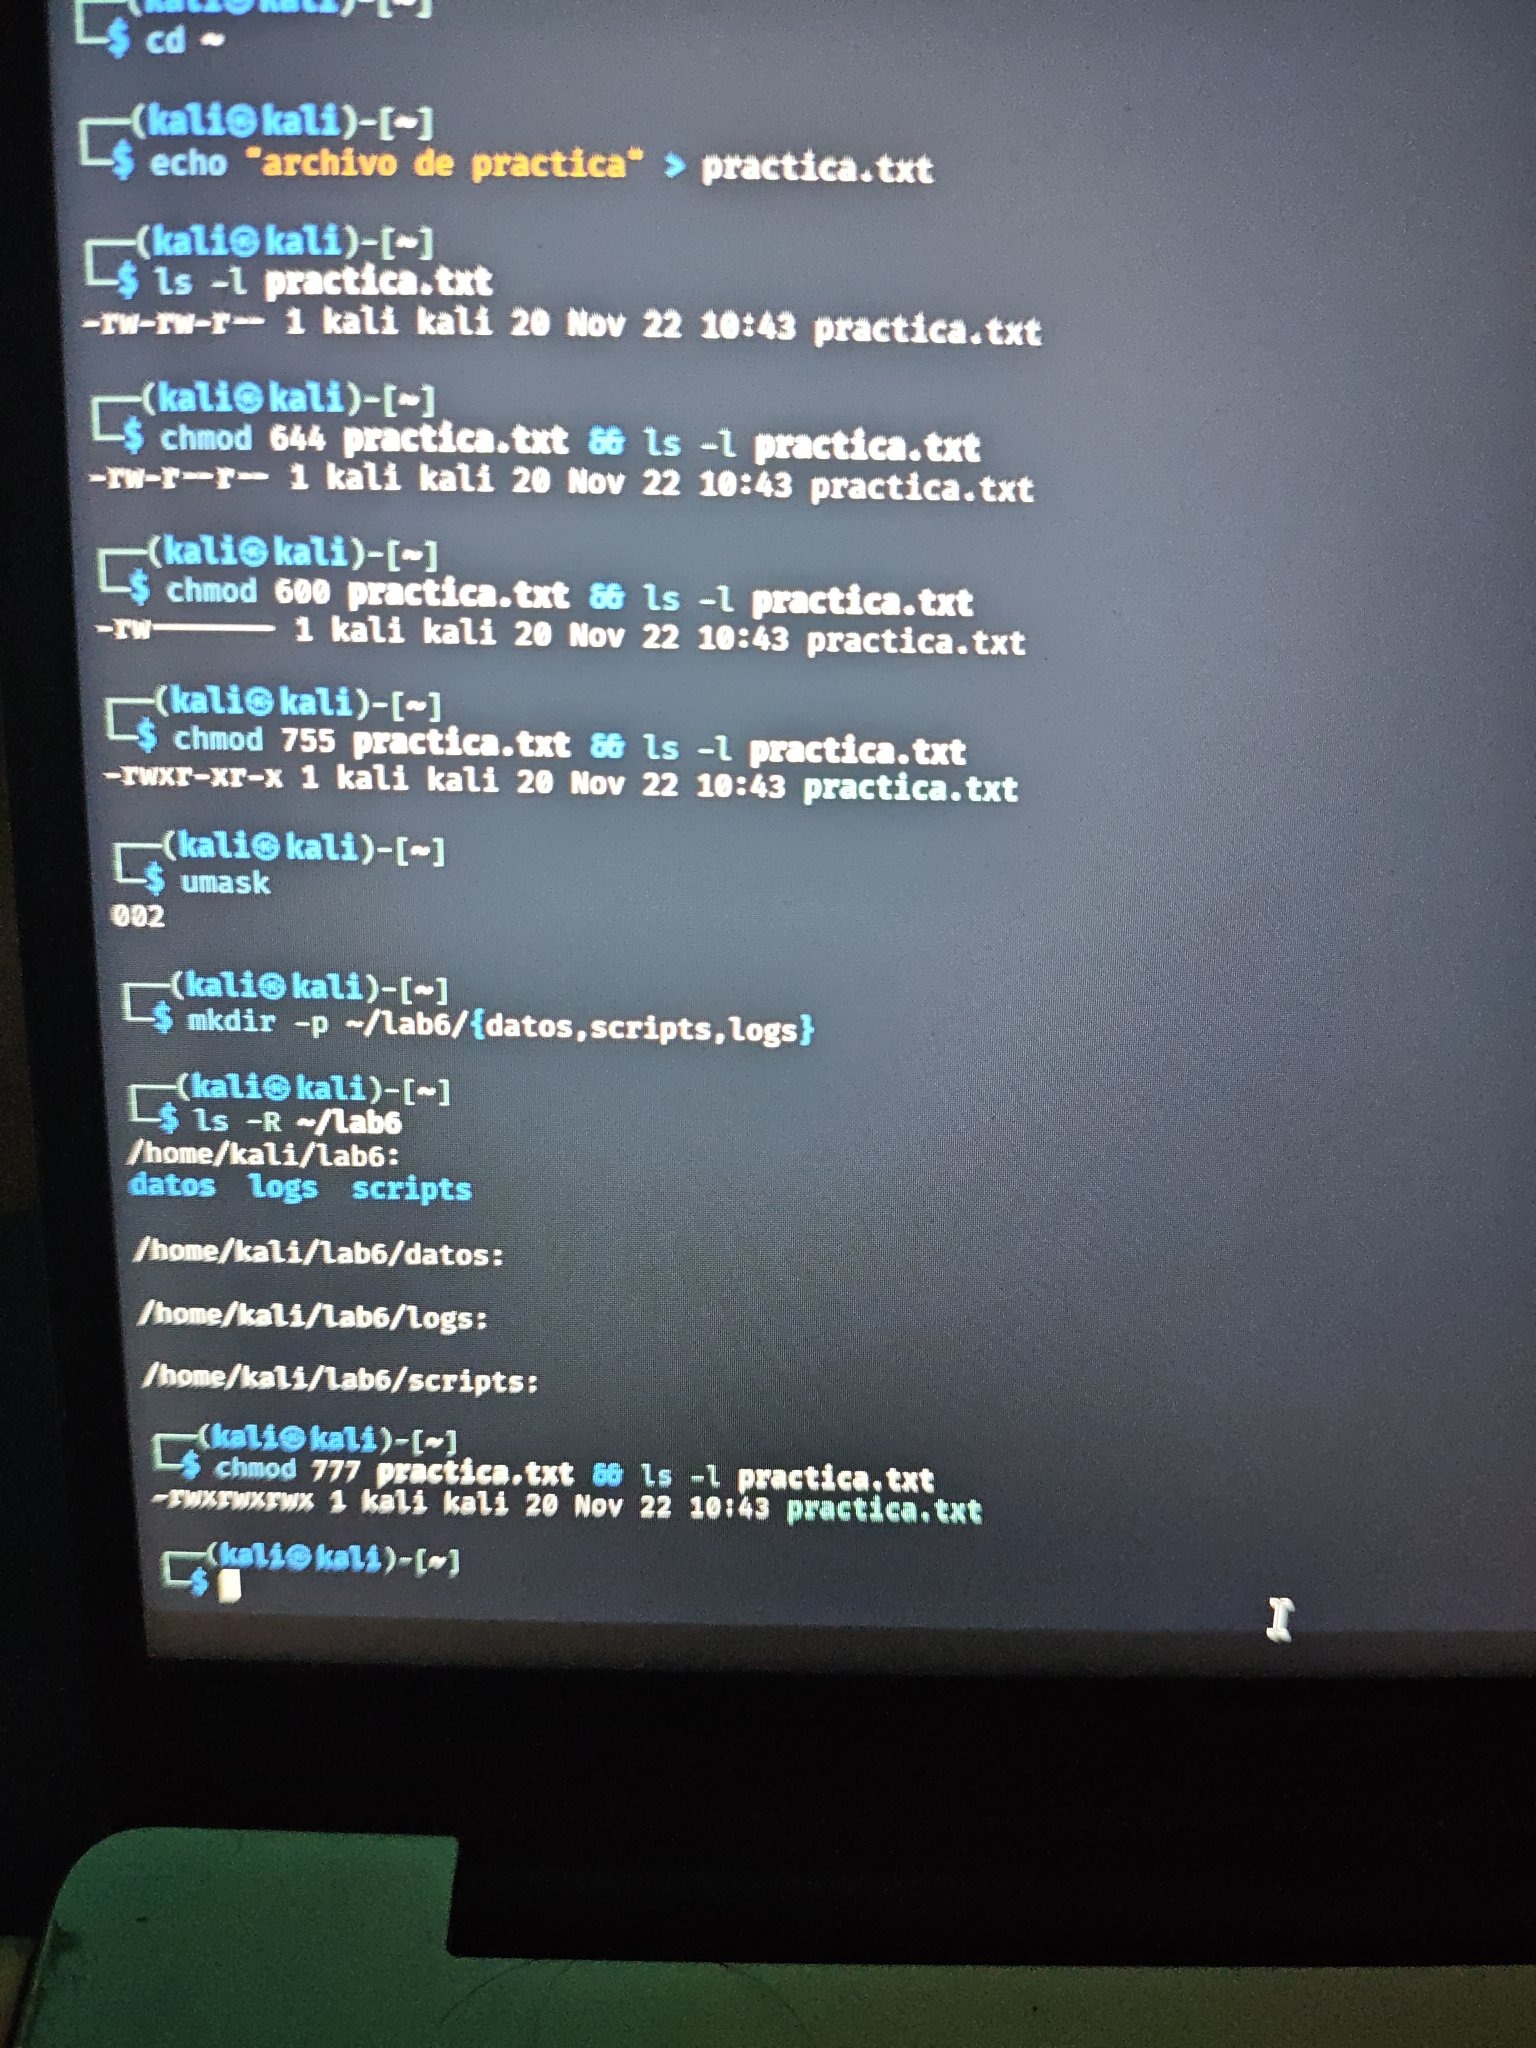 (kali㉿kali)-[~]
$ cd ~
(kali㉿kali)-[~]
$ echo "archivo de practica" > practica.txt
(kali㉿kali)-[~]
$ ls -l practica.txt
-rw-rw-r-- 1 kali kali 20 Nov 22 10:43 practica.txt
(kali㉿kali)-[~]
$ chmod 644 practica.txt && ls -l practica.txt
-rw-r--r-- 1 kali kali 20 Nov 22 10:43 practica.txt
(kali㉿kali)-[~]
$ chmod 600 practica.txt && ls -l practica.txt
-rw------- 1 kali kali 20 Nov 22 10:43 practica.txt
(kali㉿kali)-[~]
$ chmod 755 practica.txt && ls -l practica.txt
-rwxr-xr-x 1 kali kali 20 Nov 22 10:43 practica.txt
(kali㉿kali)-[~]
$ umask
002
(kali㉿kali)-[~]
$ mkdir -p ~/lab6/{datos,scripts,logs}
(kali㉿kali)-[~]
$ ls -R ~/lab6
/home/kali/lab6:
datos logs scripts
/home/kali/lab6/datos:
/home/kali/lab6/logs:
/home/kali/lab6/scripts:
(kali㉿kali)-[~]
$ chmod 777 practica.txt && ls -l practica.txt
-rwxrwxrwx 1 kali kali 20 Nov 22 10:43 practica.txt
(kali㉿kali)-[~]
$